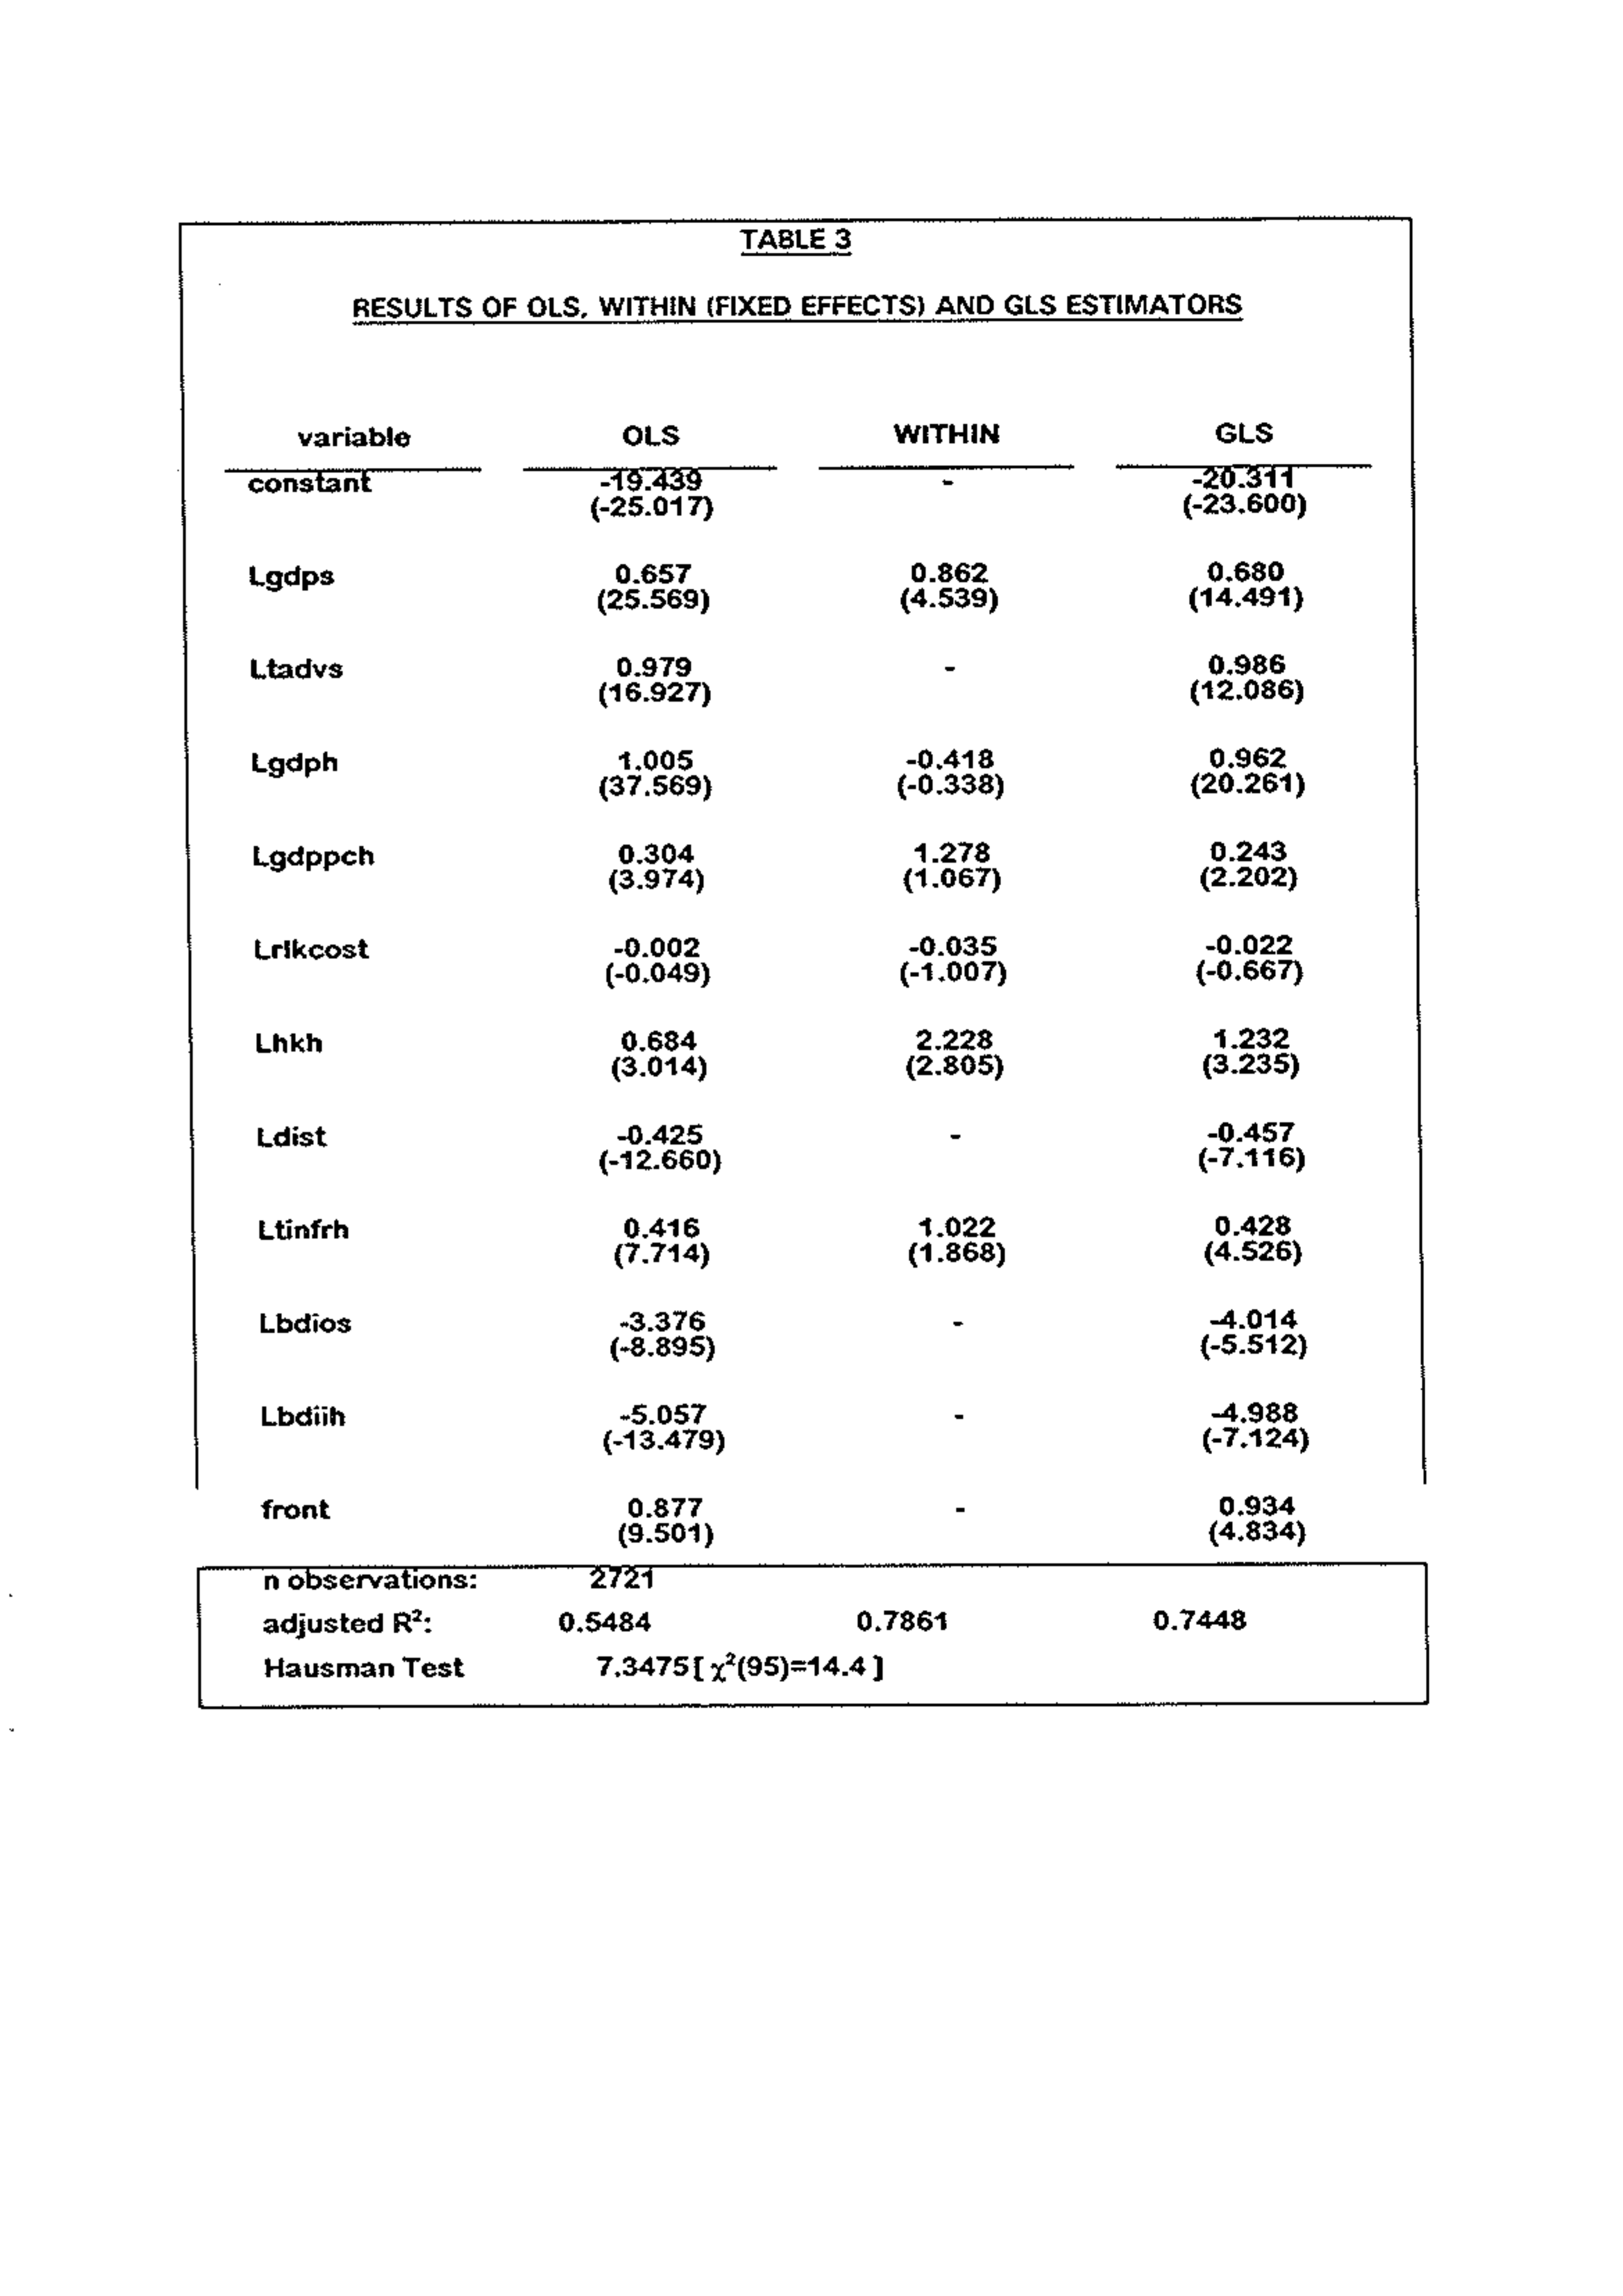 TABLE 3
RESULTS OF OLS, WITHIN (FIXED EFFECTS) AND GLS ESTIMATORS
variable OLS WITHIN GLS
constant -19.439 - -20.311
(-25.017) (-23.600)
Lgdps 0.657 0.862 0.680
(25.569) (4.539) (14.491)
Ltadvs 0.979 - 0.986
(16.927) (12.086)
Lgdph 1.005 -0.418 0.962
(37.569) (-0.338) (20.261)
Lgdppch 0.304 1.278 0.243
(3.974) (1.067) (2.202)
Lrlkcost -0.002 -0.035 -0.022
(-0.049) (-1.007) (-0.667)
Lhkh 0.684 2.228 1.232
(3.014) (2.805) (3.235)
Ldist -0.425 - -0.457
(-12.660) (-7.116)
Ltinfrh 0.416 1.022 0.428
(7.714) (1.868) (4.526)
Lbdios -3.376 - -4.014
(-8.895) (-5.512)
Lbdiih -5.057 - -4.988
(-13.479) (-7.124)
front 0.877 - 0.934
(9.501) (4.834)
n observations: 2721
adjusted R²: 0.5484 0.7861 0.7448
Hausman Test 7.3475[ χ²(95)=14.4 ]